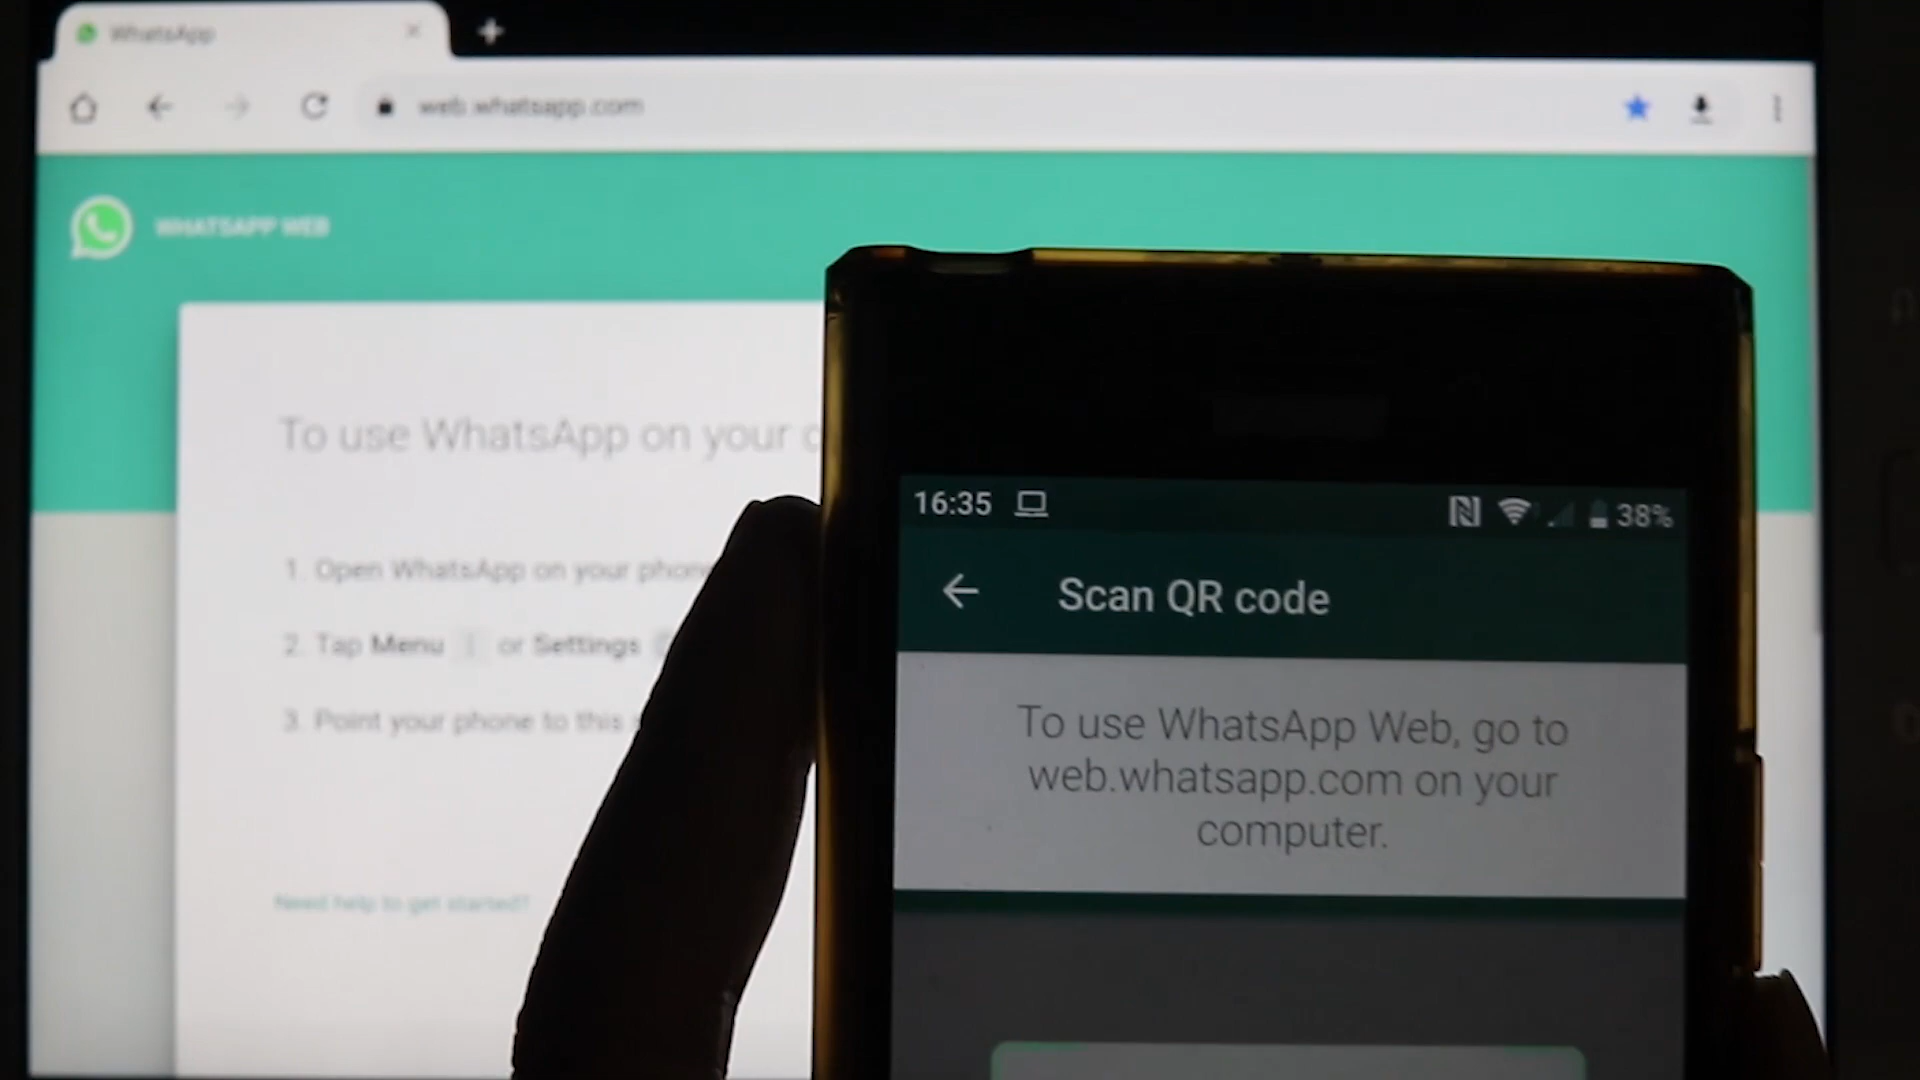 WhatsApp
web.whatsapp.com
WHATSAPP WEB
To use WhatsApp on your
1. Open WhatsApp on your phone
2. Tap Menu or Settings
3. Point your phone to this
Need help to get started?
16:35
38%
Scan QR code
To use WhatsApp Web, go to
web.whatsapp.com on your
computer.